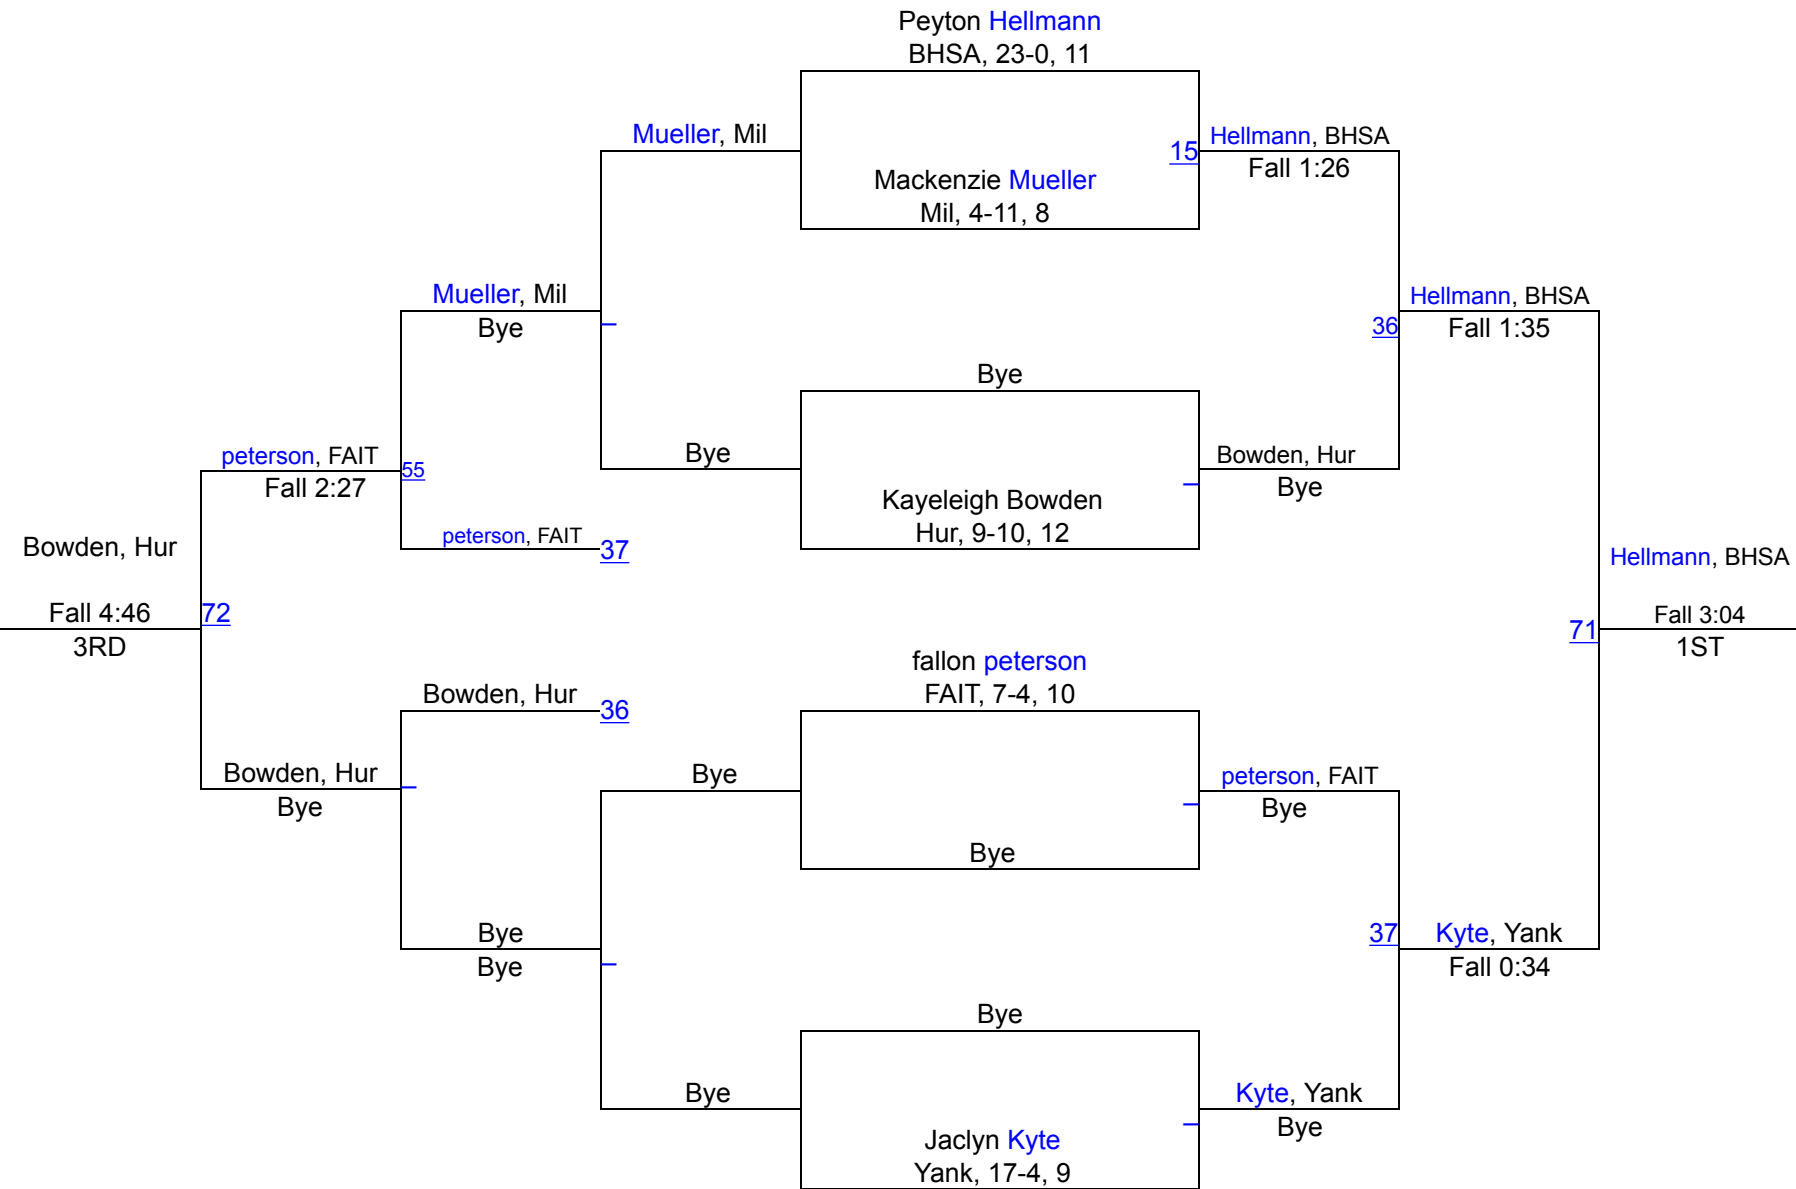 Peyton Hellmann
BHSA, 23-0, 11
Mueller, Mil
15
Hellmann, BHSA
Fall 1:26
Mackenzie Mueller
Mil, 4-11, 8
Mueller, Mil
Bye
Hellmann, BHSA
36
Fall 1:35
Bye
Bye
Bowden, Hur
Bye
peterson, FAIT
55
Fall 2:27
Kayeleigh Bowden
Hur, 9-10, 12
peterson, FAIT
37
Bowden, Hur
Fall 4:46
72
3RD
Hellmann, BHSA
71
Fall 3:04
1ST
fallon peterson
FAIT, 7-4, 10
Bowden, Hur
36
Bowden, Hur
Bye
Bye
peterson, FAIT
Bye
Bye
Bye
Bye
37
Kyte, Yank
Fall 0:34
Bye
Bye
Kyte, Yank
Bye
Jaclyn Kyte
Yank, 17-4, 9